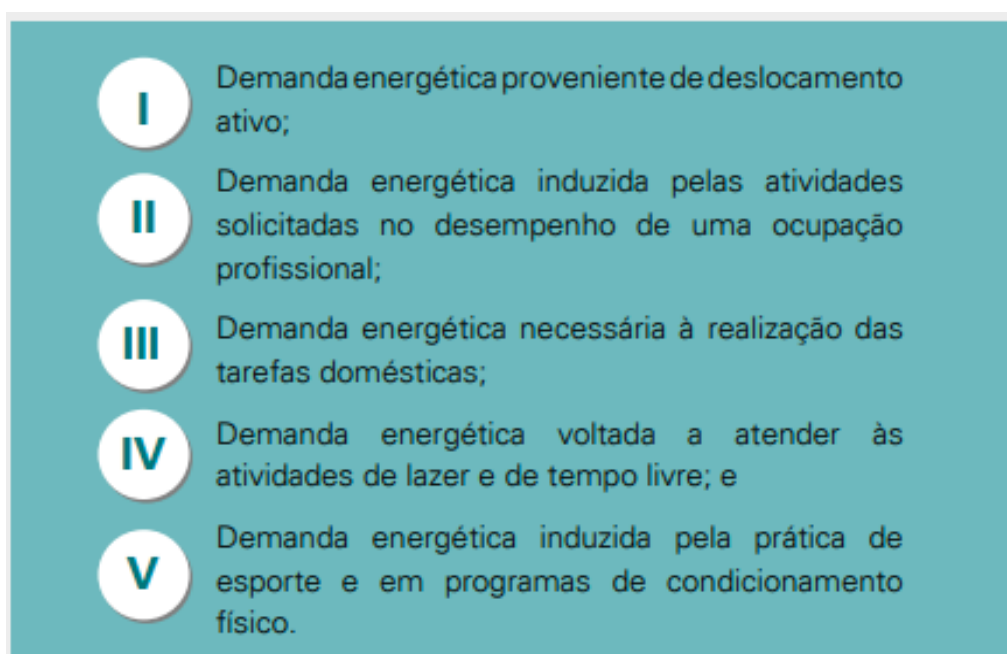 I
Demanda energética proveniente de deslocamento
ativo;
II
Demanda energética induzida pelas atividades
solicitadas no desempenho de uma ocupação
profissional;
III
Demanda energética necessária à realização das
tarefas domésticas;
IV
Demanda energética voltada a atender às
atividades de lazer e de tempo livre; e
V
Demanda energética induzida pela prática de
esporte e em programas de condicionamento
físico.